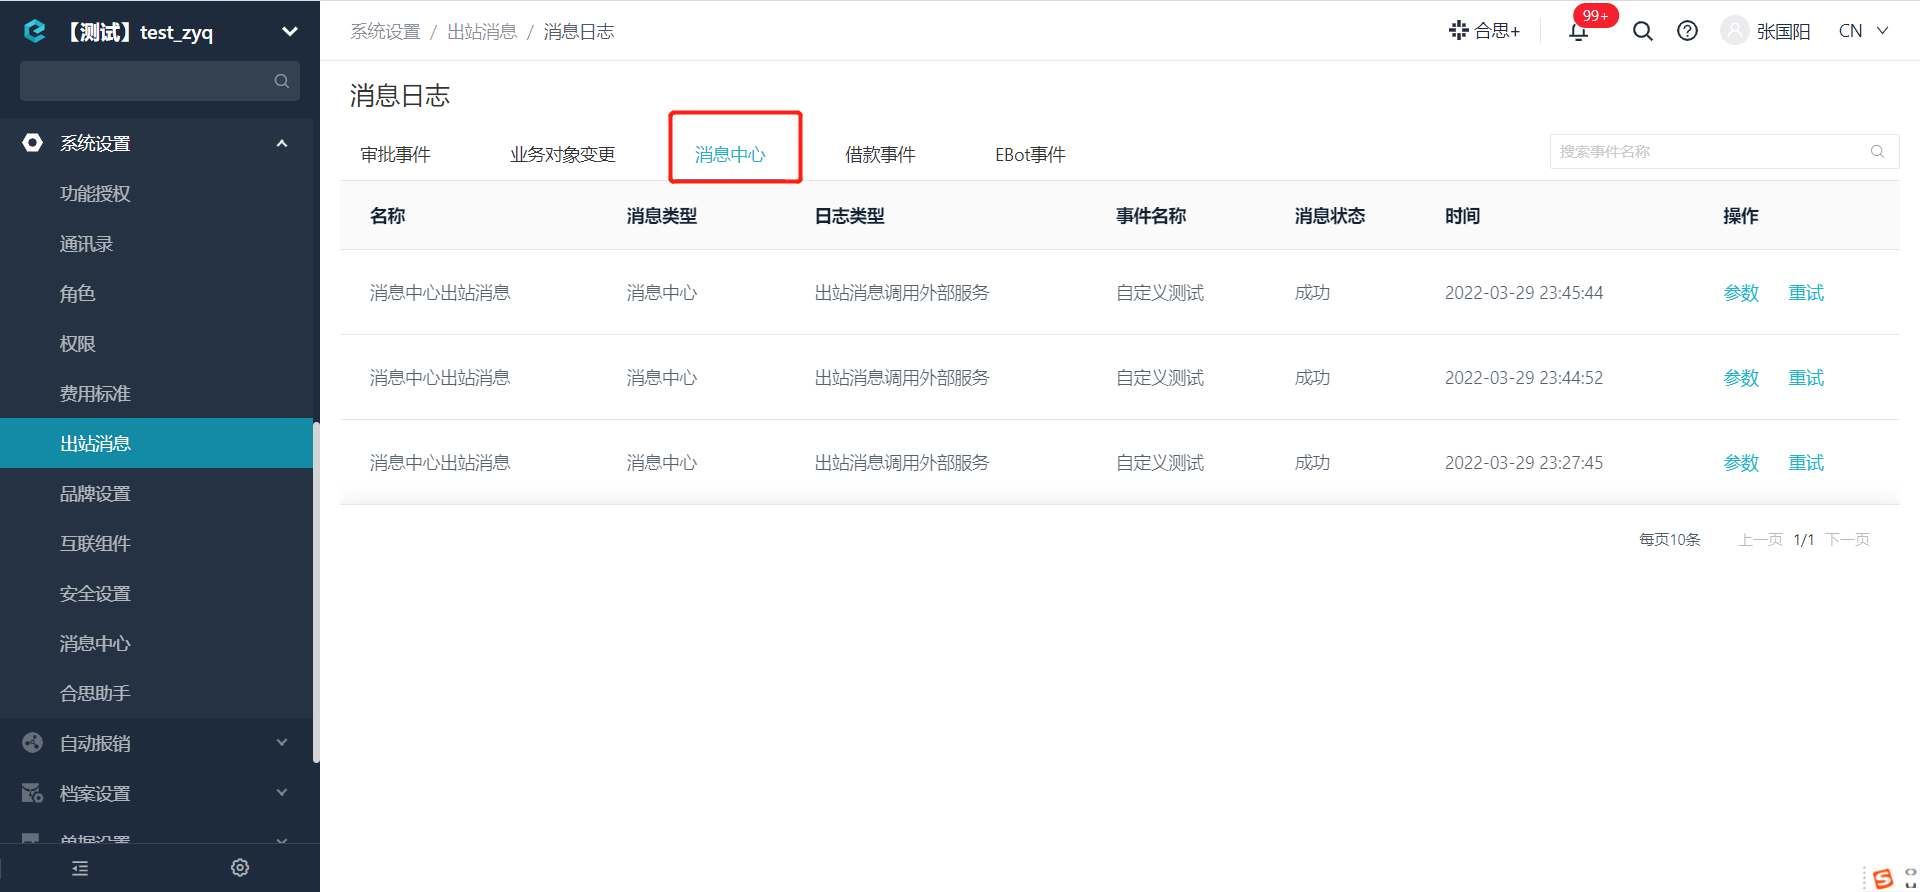 【测试】test_zyq
系统设置
功能授权
通讯录
角色
权限
费用标准
出站消息
品牌设置
互联组件
安全设置
消息中心
合思助手
自动报销
档案设置
单据设置
系统设置 / 出站消息 / 消息日志
合思+
99+
张国阳
CN
消息日志
审批事件 业务对象变更 消息中心 借款事件 EBot事件
搜索事件名称
名称 消息类型 日志类型 事件名称 消息状态 时间 操作
消息中心出站消息 消息中心 出站消息调用外部服务 自定义测试 成功 2022-03-29 23:45:44 参数 重试
消息中心出站消息 消息中心 出站消息调用外部服务 自定义测试 成功 2022-03-29 23:44:52 参数 重试
消息中心出站消息 消息中心 出站消息调用外部服务 自定义测试 成功 2022-03-29 23:27:45 参数 重试
每页10条 上一页 1/1 下一页